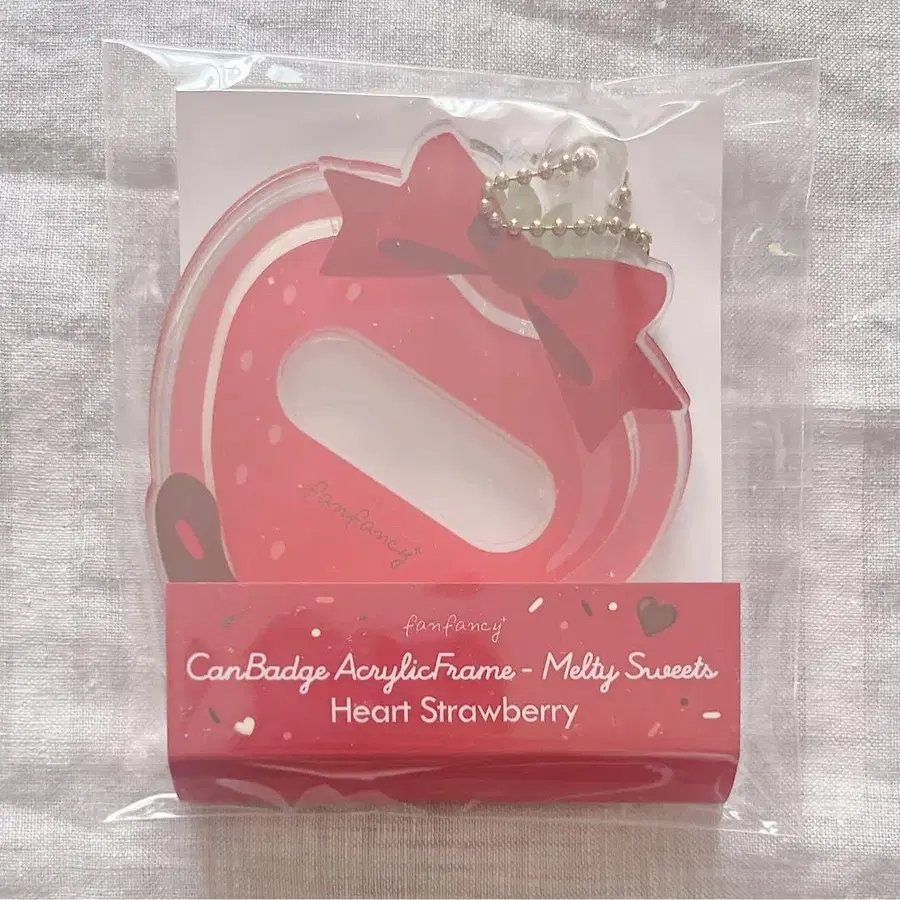 fanfancy+
fanfancy+
CanBadge AcrylicFrame - Melty Sweets
Heart Strawberry